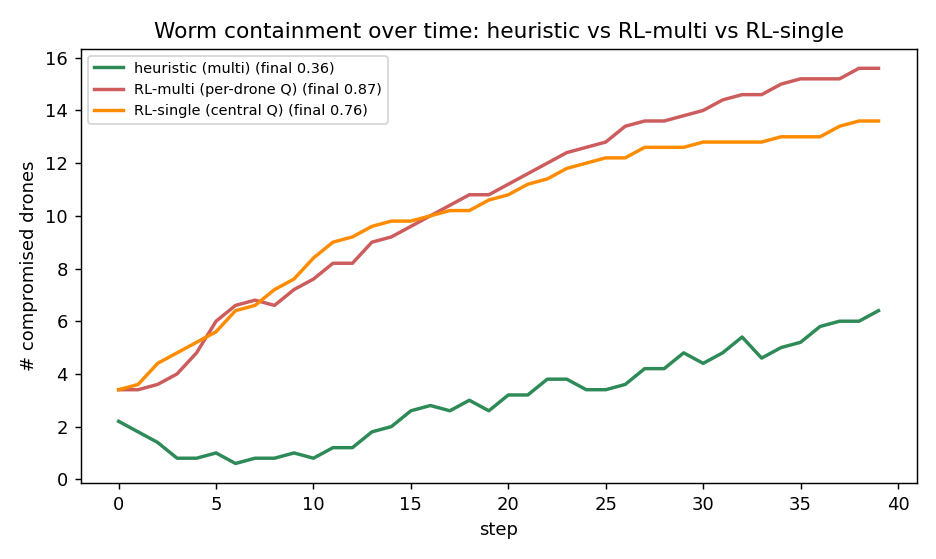 Worm containment over time: heuristic vs RL-multi vs RL-single
heuristic (multi) (final 0.36)
RL-multi (per-drone Q) (final 0.87)
RL-single (central Q) (final 0.76)
# compromised drones
16
14
12
10
8
6
4
2
0
0 5 10 15 20 25 30 35 40
step